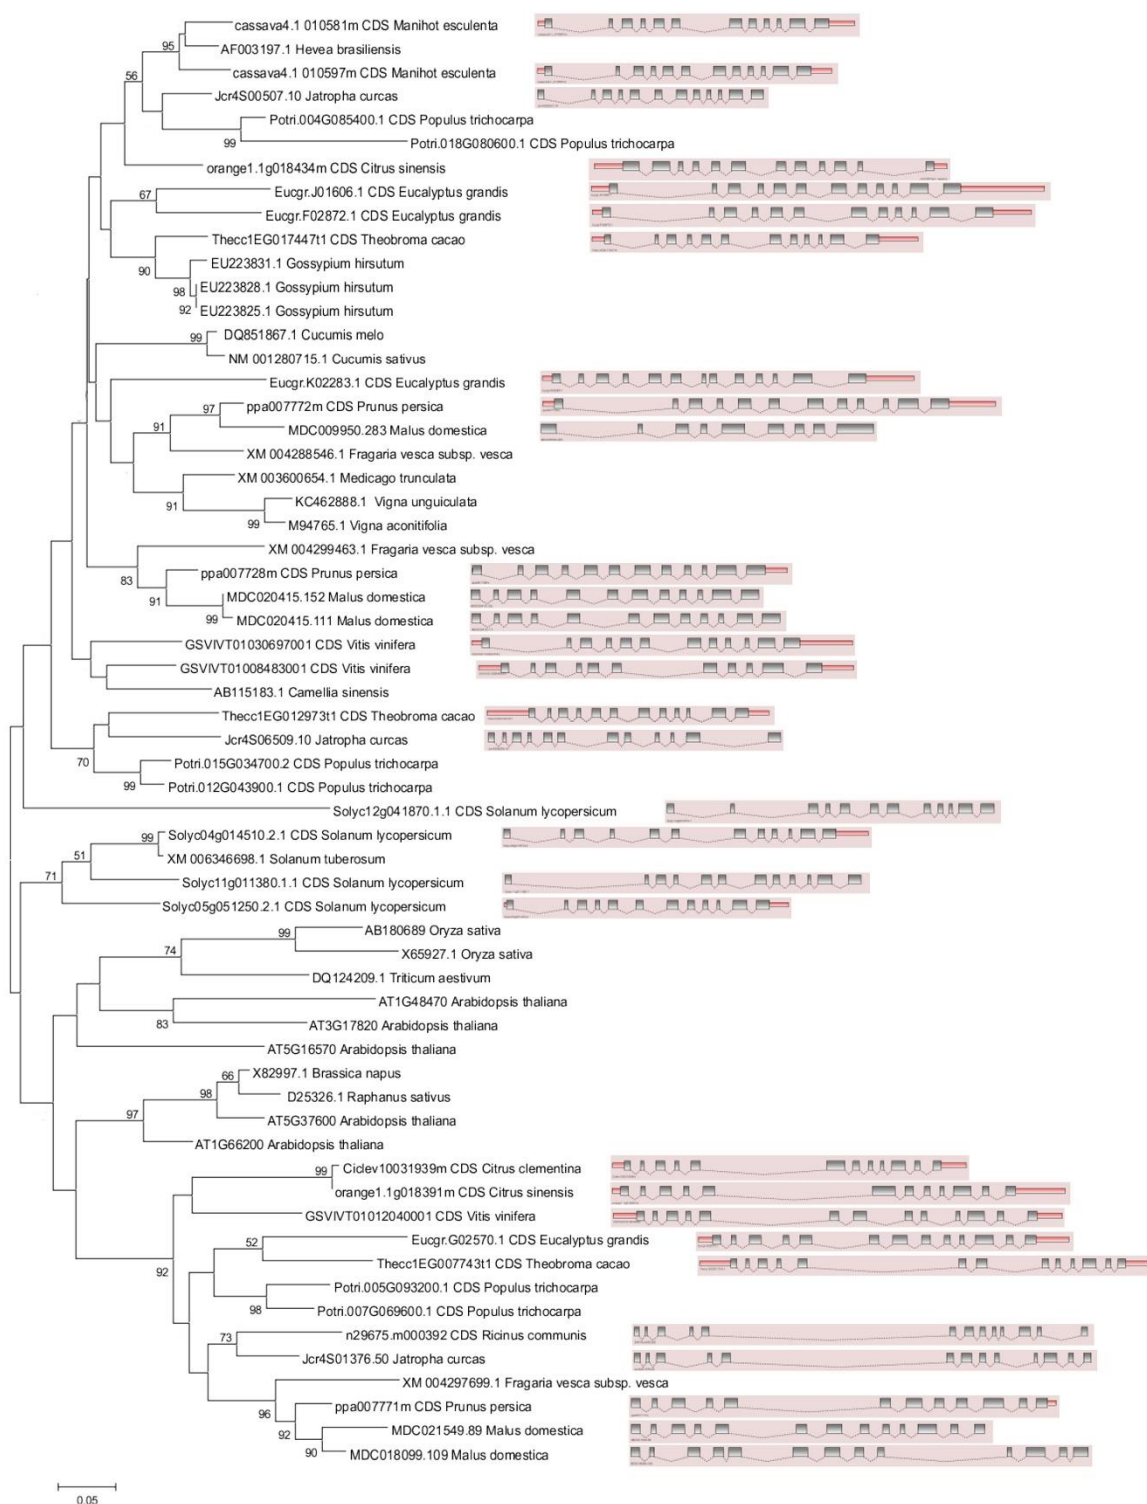 cassava4.1 010581m CDS Manihot esculenta
95
AF003197.1 Hevea brasiliensis
56
cassava4.1 010597m CDS Manihot esculenta
Jcr4S00507.10 Jatropha curcas
Potri.004G085400.1 CDS Populus trichocarpa
99
Potri.018G080600.1 CDS Populus trichocarpa
orange1.1g018434m CDS Citrus sinensis
67
Eucgr.J01606.1 CDS Eucalyptus grandis
Eucgr.F02872.1 CDS Eucalyptus grandis
Thecc1EG017447t1 CDS Theobroma cacao
90
EU223831.1 Gossypium hirsutum
98
EU223828.1 Gossypium hirsutum
92
EU223825.1 Gossypium hirsutum
99
DQ851867.1 Cucumis melo
NM 001280715.1 Cucumis sativus
Eucgr.K02283.1 CDS Eucalyptus grandis
97
ppa007772m CDS Prunus persica
91
MDC009950.283 Malus domestica
XM 004288546.1 Fragaria vesca subsp. vesca
XM 003600654.1 Medicago trunculata
91
KC462888.1 Vigna unguiculata
99
M94765.1 Vigna aconitifolia
XM 004299463.1 Fragaria vesca subsp. vesca
83
ppa007728m CDS Prunus persica
91
MDC020415.152 Malus domestica
99
MDC020415.111 Malus domestica
GSVIVT01030697001 CDS Vitis vinifera
GSVIVT01008483001 CDS Vitis vinifera
AB115183.1 Camellia sinensis
Thecc1EG012973t1 CDS Theobroma cacao
Jcr4S06509.10 Jatropha curcas
70
Potri.015G034700.2 CDS Populus trichocarpa
99
Potri.012G043900.1 CDS Populus trichocarpa
Solyc12g041870.1.1 CDS Solanum lycopersicum
99
Solyc04g014510.2.1 CDS Solanum lycopersicum
51
XM 006346698.1 Solanum tuberosum
71
Solyc11g011380.1.1 CDS Solanum lycopersicum
Solyc05g051250.2.1 CDS Solanum lycopersicum
99
AB180689 Oryza sativa
74
X65927.1 Oryza sativa
DQ124209.1 Triticum aestivum
AT1G48470 Arabidopsis thaliana
83
AT3G17820 Arabidopsis thaliana
AT5G16570 Arabidopsis thaliana
66
X82997.1 Brassica napus
98
D25326.1 Raphanus sativus
97
AT5G37600 Arabidopsis thaliana
AT1G66200 Arabidopsis thaliana
99
Ciclev10031939m CDS Citrus clementina
orange1.1g018391m CDS Citrus sinensis
GSVIVT01012040001 CDS Vitis vinifera
52
Eucgr.G02570.1 CDS Eucalyptus grandis
92
Thecc1EG007743t1 CDS Theobroma cacao
Potri.005G093200.1 CDS Populus trichocarpa
98
Potri.007G069600.1 CDS Populus trichocarpa
73
n29675.m000392 CDS Ricinus communis
Jcr4S01376.50 Jatropha curcas
XM 004297699.1 Fragaria vesca subsp. vesca
96
ppa007771m CDS Prunus persica
92
MDC021549.89 Malus domestica
90
MDC018099.109 Malus domestica
0.05